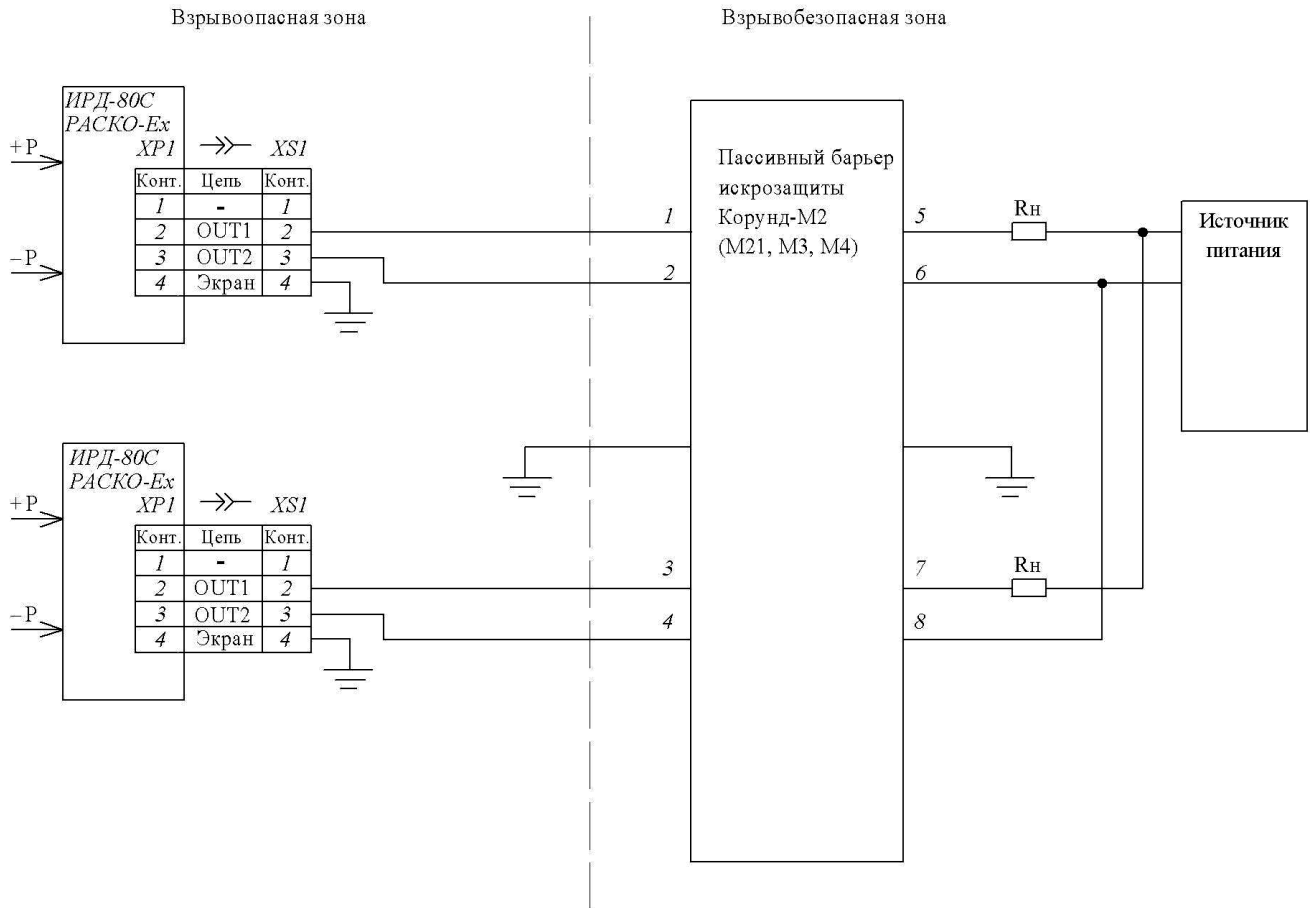 Взрывоопасная зона
Взрывобезопасная зона
ИРД-80С
РАСКО-Ех
+Р
–Р
XP1
XS1
Конт. Цепь Конт.
1 - 1
2 OUT1 2
3 OUT2 3
4 Экран 4
1
2
Пассивный барьер
искрозащиты
Корунд-М2
(М21, М3, М4)
5
6
Rн
Источник
питания
ИРД-80С
РАСКО-Ех
+Р
–Р
XP1
XS1
Конт. Цепь Конт.
1 - 1
2 OUT1 2
3 OUT2 3
4 Экран 4
3
4
7
8
Rн